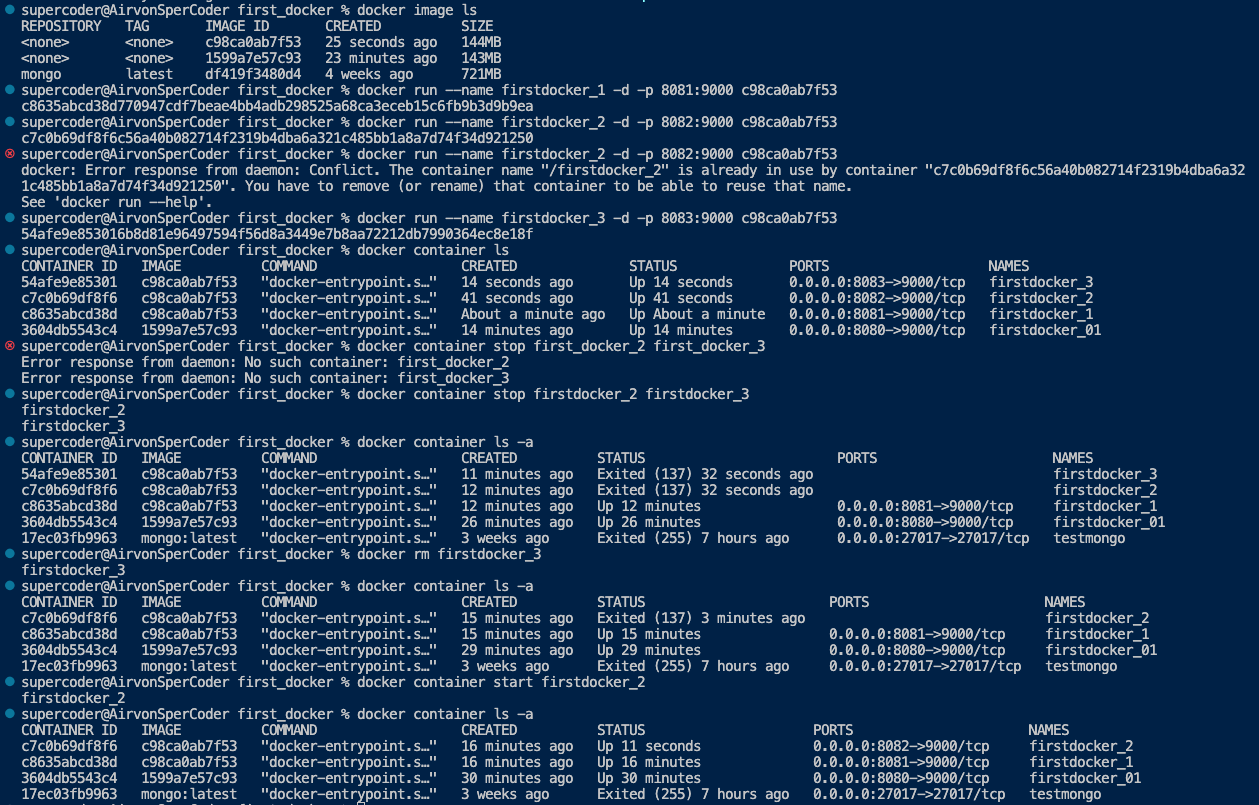 supercoder@AirvonSperCoder first_docker % docker image ls
REPOSITORY   TAG       IMAGE ID       CREATED          SIZE
<none>       <none>    c98ca0ab7f53   25 seconds ago   144MB
<none>       <none>    1599a7e57c93   23 minutes ago   143MB
mongo        latest    df419f3480d4   4 weeks ago      721MB
supercoder@AirvonSperCoder first_docker % docker run --name firstdocker_1 -d -p 8081:9000 c98ca0ab7f53
c8635abcd38d770947cdf7beae4bb4adb298525a68ca3eceb15c6fb9b3d9b9ea
supercoder@AirvonSperCoder first_docker % docker run --name firstdocker_2 -d -p 8082:9000 c98ca0ab7f53
c7c0b69df8f6c56a40b082714f2319b4dba6a321c485bb1a8a7d74f34d921250
supercoder@AirvonSperCoder first_docker % docker run --name firstdocker_2 -d -p 8082:9000 c98ca0ab7f53
docker: Error response from daemon: Conflict. The container name "/firstdocker_2" is already in use by container "c7c0b69df8f6c56a40b082714f2319b4dba6a32
1c485bb1a8a7d74f34d921250". You have to remove (or rename) that container to be able to reuse that name.
See 'docker run --help'.
supercoder@AirvonSperCoder first_docker % docker run --name firstdocker_3 -d -p 8083:9000 c98ca0ab7f53
54afe9e853016b8d81e96497594f56d8a3449e7b8aa72212db7990364ec8e18f
supercoder@AirvonSperCoder first_docker % docker container ls
CONTAINER ID   IMAGE          COMMAND                  CREATED              STATUS              PORTS                    NAMES
54afe9e85301   c98ca0ab7f53   "docker-entrypoint.s…"   14 seconds ago       Up 14 seconds       0.0.0.0:8083->9000/tcp   firstdocker_3
c7c0b69df8f6   c98ca0ab7f53   "docker-entrypoint.s…"   41 seconds ago       Up 41 seconds       0.0.0.0:8082->9000/tcp   firstdocker_2
c8635abcd38d   c98ca0ab7f53   "docker-entrypoint.s…"   About a minute ago   Up About a minute   0.0.0.0:8081->9000/tcp   firstdocker_1
3604db5543c4   1599a7e57c93   "docker-entrypoint.s…"   14 minutes ago       Up 14 minutes       0.0.0.0:8080->9000/tcp   firstdocker_01
supercoder@AirvonSperCoder first_docker % docker container stop first_docker_2 first_docker_3
Error response from daemon: No such container: first_docker_2
Error response from daemon: No such container: first_docker_3
supercoder@AirvonSperCoder first_docker % docker container stop firstdocker_2 firstdocker_3
firstdocker_2
firstdocker_3
supercoder@AirvonSperCoder first_docker % docker container ls -a
CONTAINER ID   IMAGE          COMMAND                  CREATED          STATUS                        PORTS                      NAMES
54afe9e85301   c98ca0ab7f53   "docker-entrypoint.s…"   11 minutes ago   Exited (137) 32 seconds ago                              firstdocker_3
c7c0b69df8f6   c98ca0ab7f53   "docker-entrypoint.s…"   12 minutes ago   Exited (137) 32 seconds ago                              firstdocker_2
c8635abcd38d   c98ca0ab7f53   "docker-entrypoint.s…"   12 minutes ago   Up 12 minutes                 0.0.0.0:8081->9000/tcp     firstdocker_1
3604db5543c4   1599a7e57c93   "docker-entrypoint.s…"   26 minutes ago   Up 26 minutes                 0.0.0.0:8080->9000/tcp     firstdocker_01
17ec03fb9963   mongo:latest   "docker-entrypoint.s…"   3 weeks ago      Exited (255) 7 hours ago      0.0.0.0:27017->27017/tcp   testmongo
supercoder@AirvonSperCoder first_docker % docker rm firstdocker_3
firstdocker_3
supercoder@AirvonSperCoder first_docker % docker container ls -a
CONTAINER ID   IMAGE          COMMAND                  CREATED          STATUS                       PORTS                      NAMES
c7c0b69df8f6   c98ca0ab7f53   "docker-entrypoint.s…"   15 minutes ago   Exited (137) 3 minutes ago                              firstdocker_2
c8635abcd38d   c98ca0ab7f53   "docker-entrypoint.s…"   15 minutes ago   Up 15 minutes                0.0.0.0:8081->9000/tcp     firstdocker_1
3604db5543c4   1599a7e57c93   "docker-entrypoint.s…"   29 minutes ago   Up 29 minutes                0.0.0.0:8080->9000/tcp     firstdocker_01
17ec03fb9963   mongo:latest   "docker-entrypoint.s…"   3 weeks ago      Exited (255) 7 hours ago     0.0.0.0:27017->27017/tcp   testmongo
supercoder@AirvonSperCoder first_docker % docker container start firstdocker_2
firstdocker_2
supercoder@AirvonSperCoder first_docker % docker container ls -a
CONTAINER ID   IMAGE          COMMAND                  CREATED          STATUS                     PORTS                      NAMES
c7c0b69df8f6   c98ca0ab7f53   "docker-entrypoint.s…"   16 minutes ago   Up 11 seconds              0.0.0.0:8082->9000/tcp     firstdocker_2
c8635abcd38d   c98ca0ab7f53   "docker-entrypoint.s…"   16 minutes ago   Up 16 minutes              0.0.0.0:8081->9000/tcp     firstdocker_1
3604db5543c4   1599a7e57c93   "docker-entrypoint.s…"   30 minutes ago   Up 30 minutes              0.0.0.0:8080->9000/tcp     firstdocker_01
17ec03fb9963   mongo:latest   "docker-entrypoint.s…"   3 weeks ago      Exited (255) 7 hours ago   0.0.0.0:27017->27017/tcp   testmongo